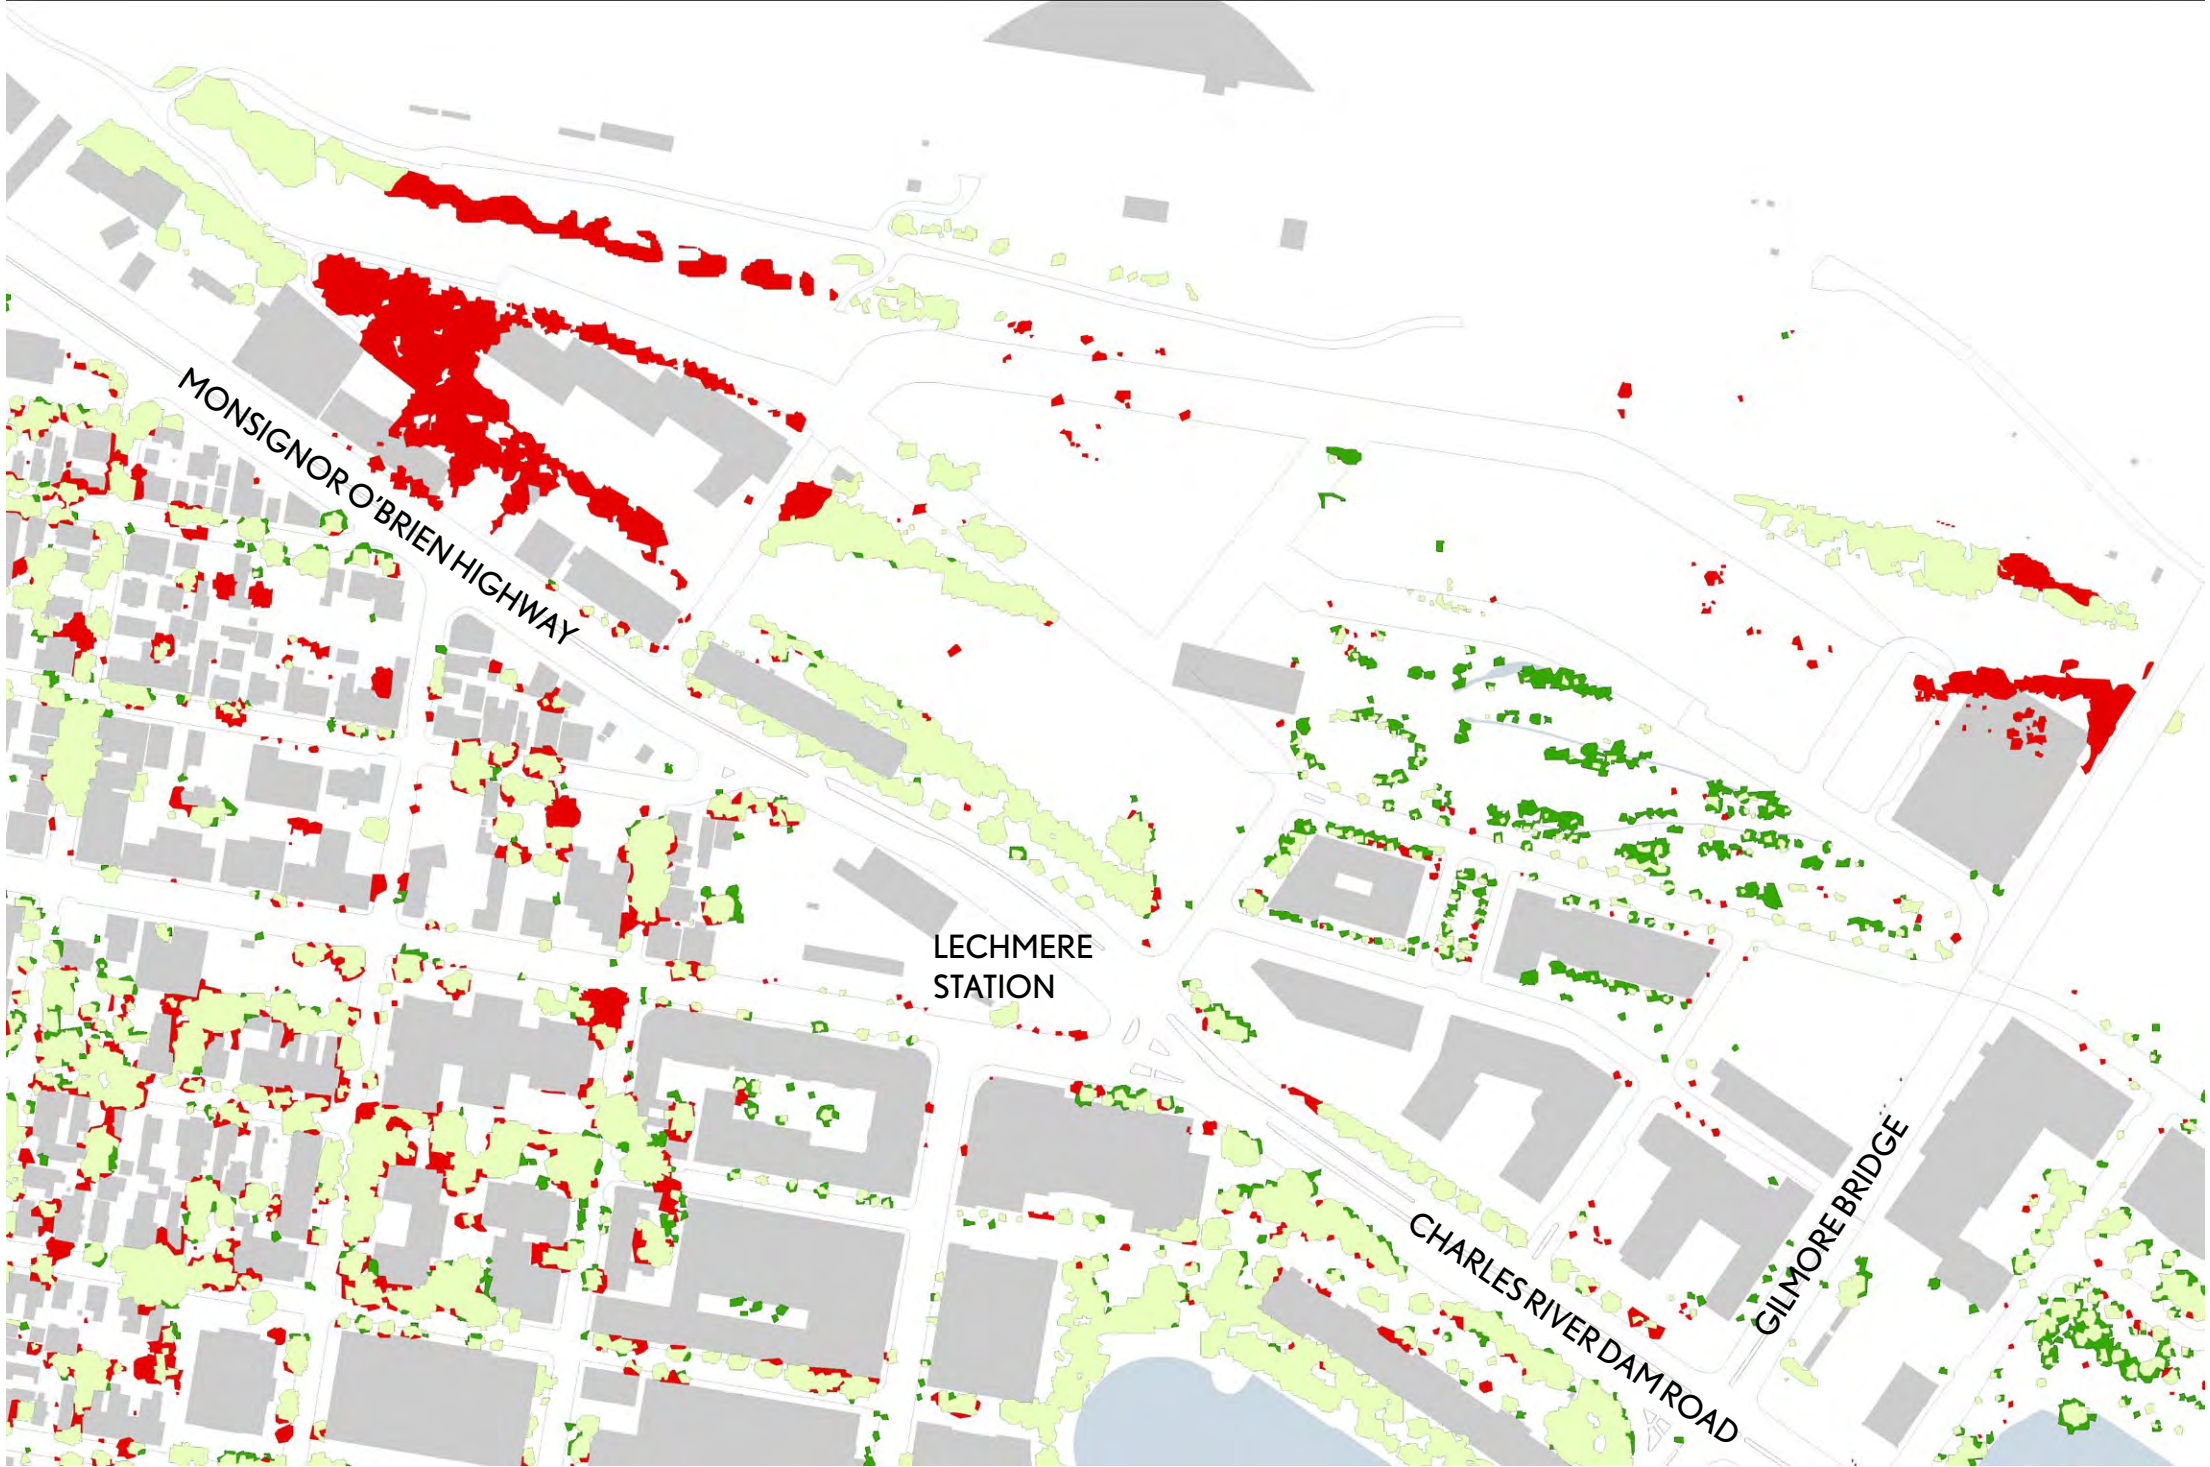 MONSIGNOR O'BRIEN HIGHWAY
LECHMERE
STATION
CHARLES RIVER DAM ROAD
GILMORE BRIDGE